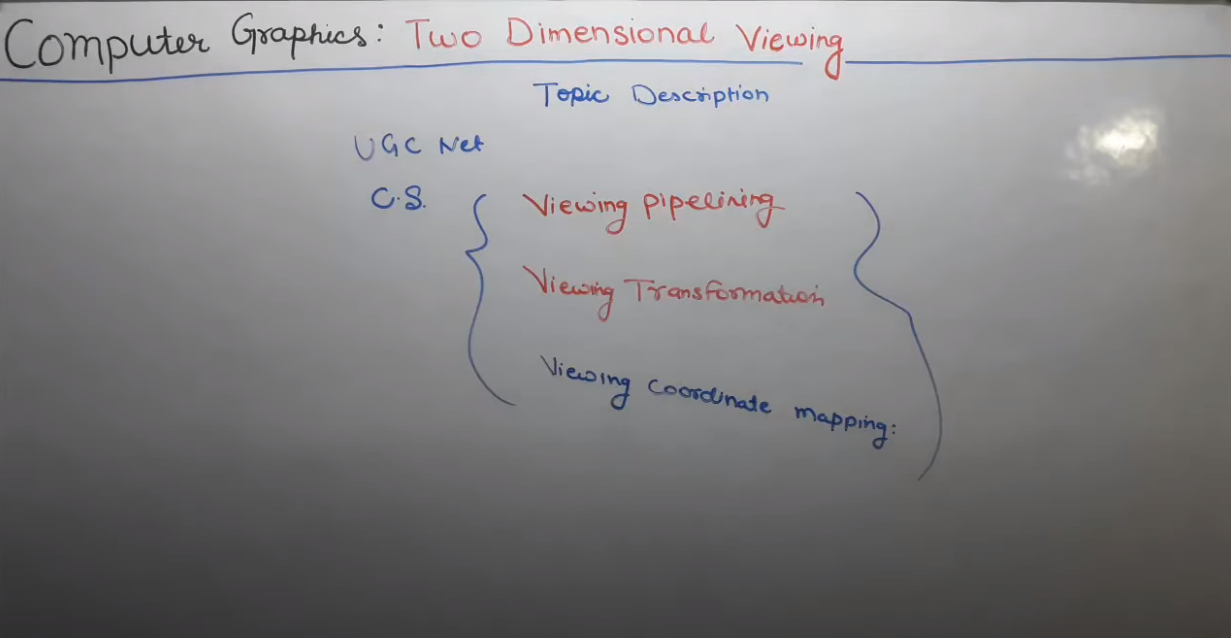 Computer Graphics: Two Dimensional Viewing
Topic Description
UGC Net
C.S.
Viewing pipelining
Viewing Transformation
Viewing coordinate mapping: